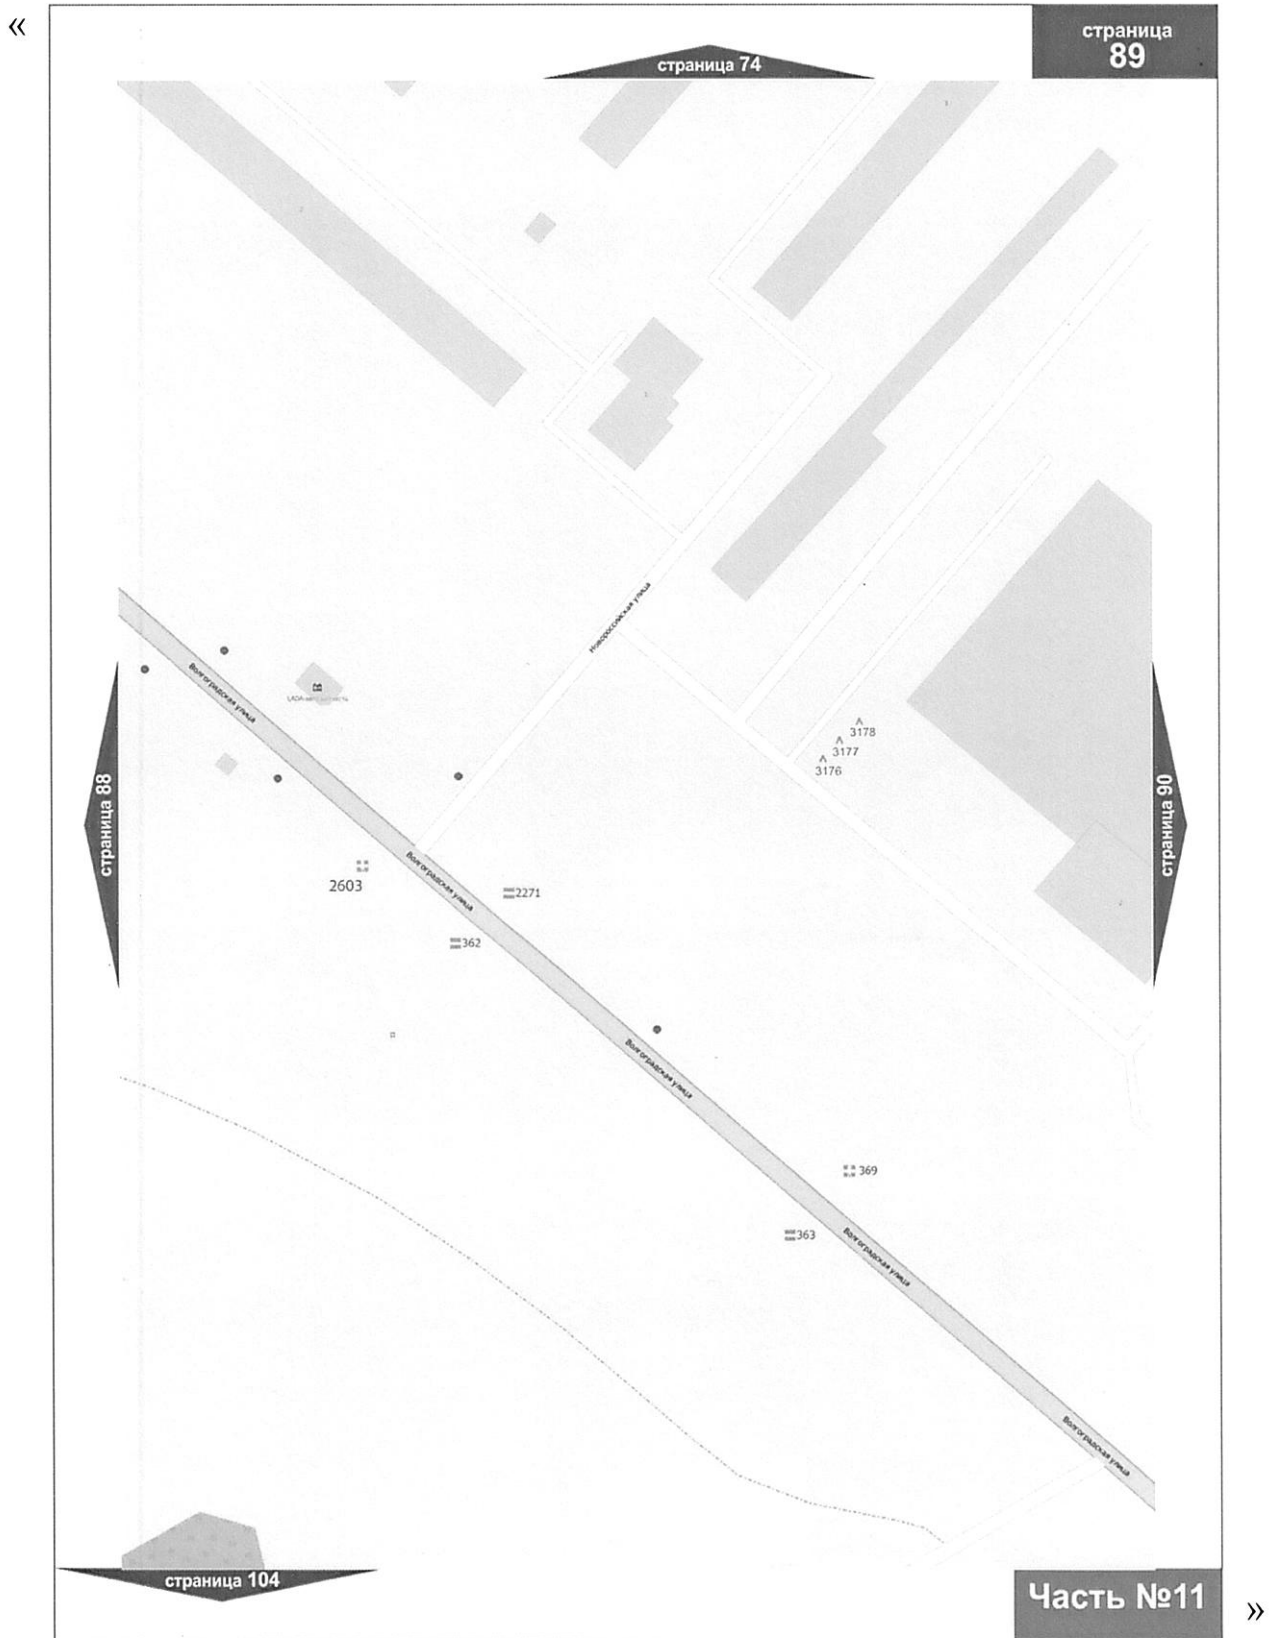 «
страница
89
страница 74
Новороссийская улица
Волгоградская улица
3178
3177
3176
страница 88
страница 90
Волгоградская улица
2603
2271
362
Волгоградская улица
369
363
Волгоградская улица
Волгоградская улица
страница 104
Часть №11
»